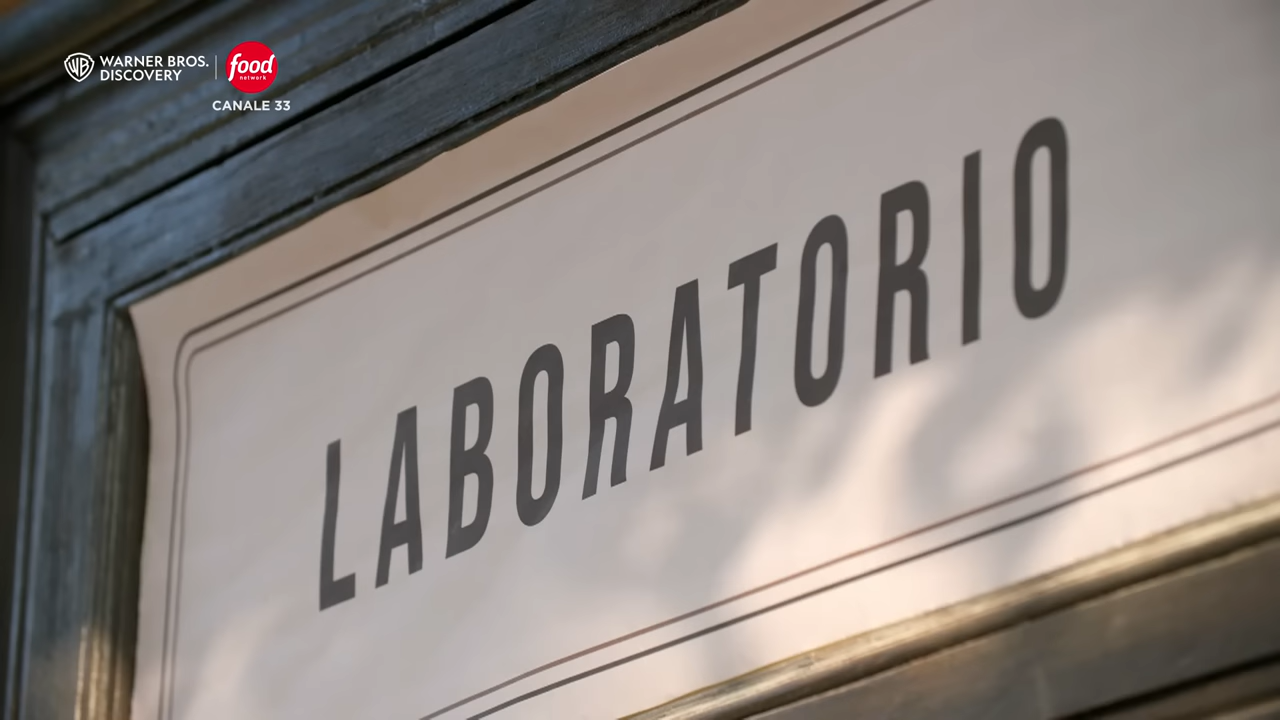 WARNER BROS.
DISCOVERY
food
network
CANALE 33
LABORATORIO